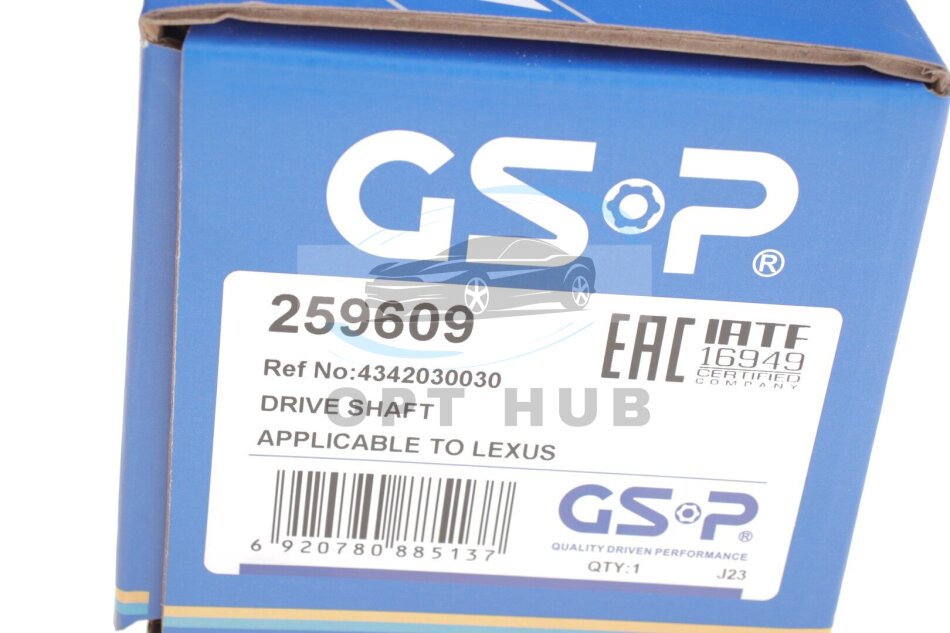 GSP®
259609
EAC
IATF
16949
CERTIFIED
COMPANY
Ref No:4342030030
OPT HUB
DRIVE SHAFT
APPLICABLE TO LEXUS
GSP®
QUALITY DRIVEN PERFORMANCE
6 920780 885137
QTY:1
J23